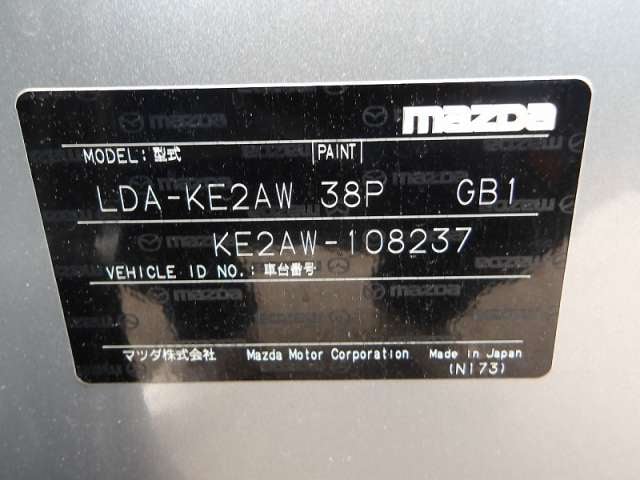 mazda
MODEL: 型式 PAINT
LDA-KE2AW 38P GB1
KE2AW-108237
VEHICLE ID NO.: 車台番号
マツダ株式会社 Mazda Motor Corporation Made in Japan
(N173)